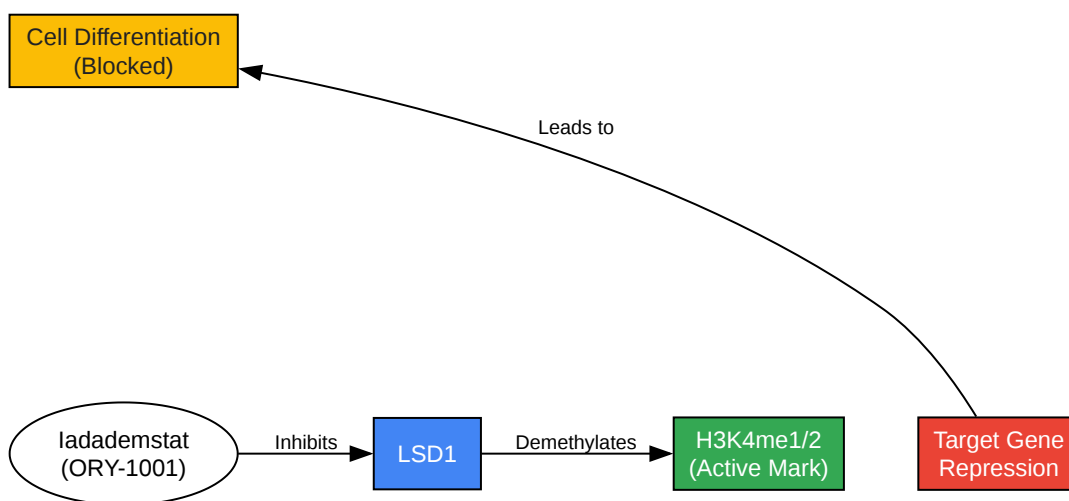 Cell Differentiation
(Blocked)
Leads to
Iadademstat
(ORY-1001)
Inhibits
LSD1
Demethylates
H3K4me1/2
(Active Mark)
Target Gene
Repression